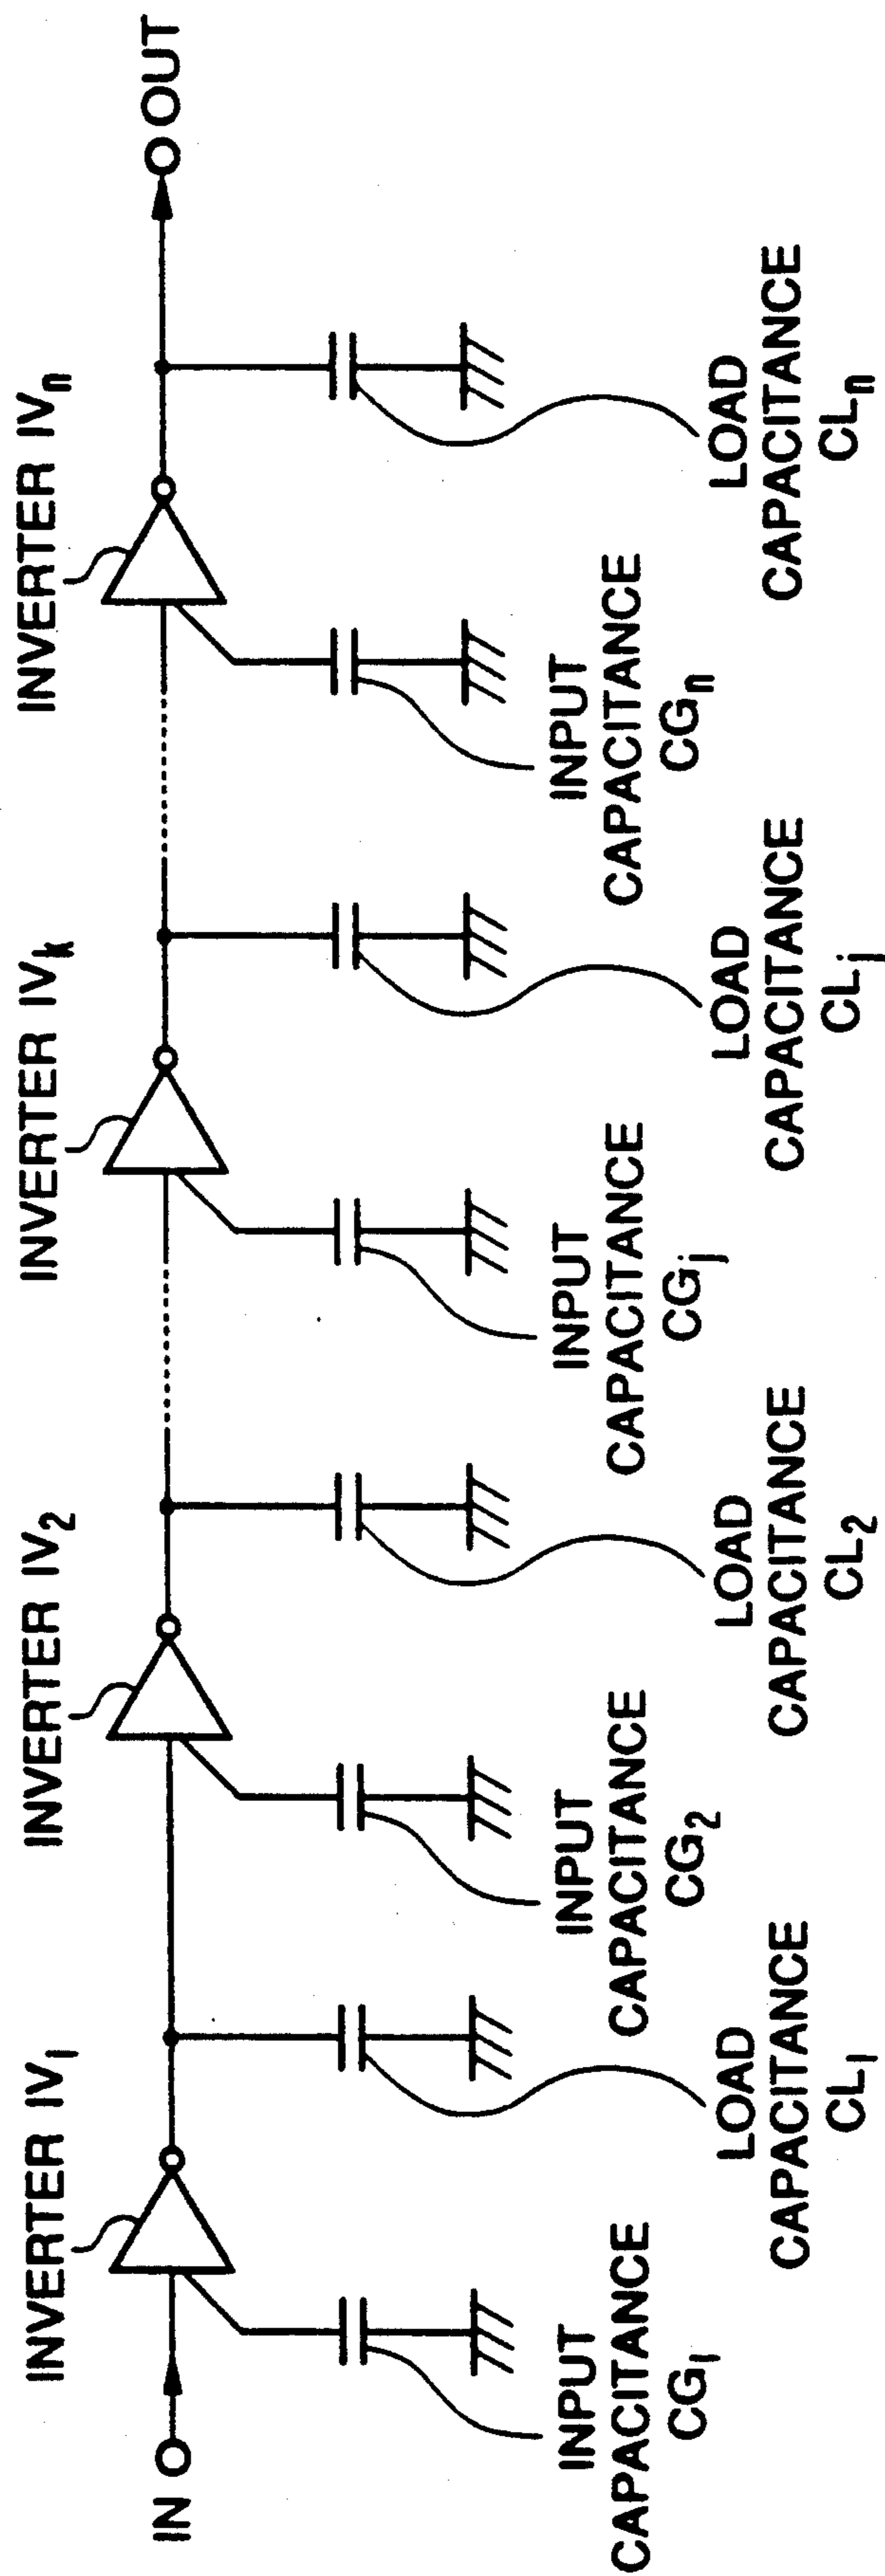 INVERTER IV₁
INVERTER IV₂
INVERTER IVₖ
INVERTER IVₙ
IN
OUT
INPUT
CAPACITANCE
CG₁
LOAD
CAPACITANCE
CL₁
INPUT
CAPACITANCE
CG₂
LOAD
CAPACITANCE
CL₂
INPUT
CAPACITANCE
CGⱼ
LOAD
CAPACITANCE
CLⱼ
INPUT
CAPACITANCE
CGₙ
LOAD
CAPACITANCE
CLₙ